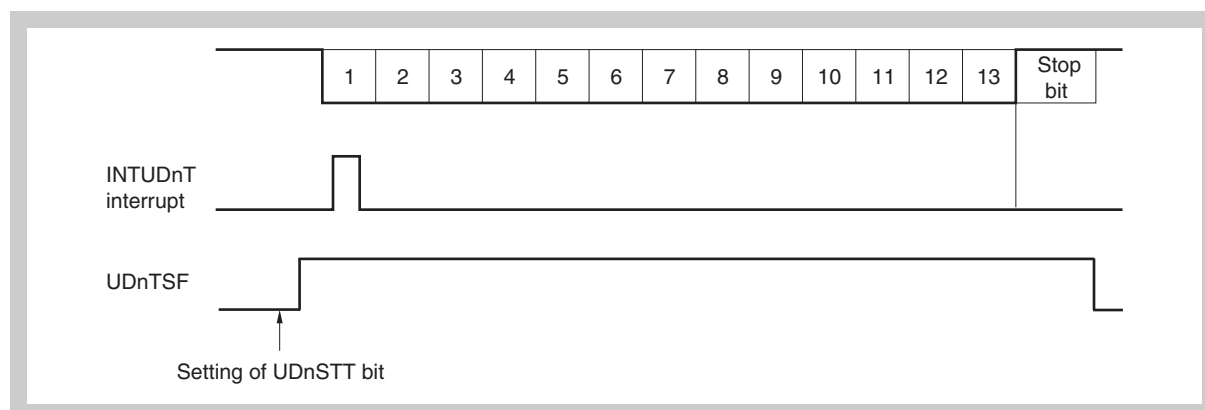 1 2 3 4 5 6 7 8 9 10 11 12 13 Stop
bit
INTUDnT
interrupt
UDnTSF
Setting of UDnSTT bit